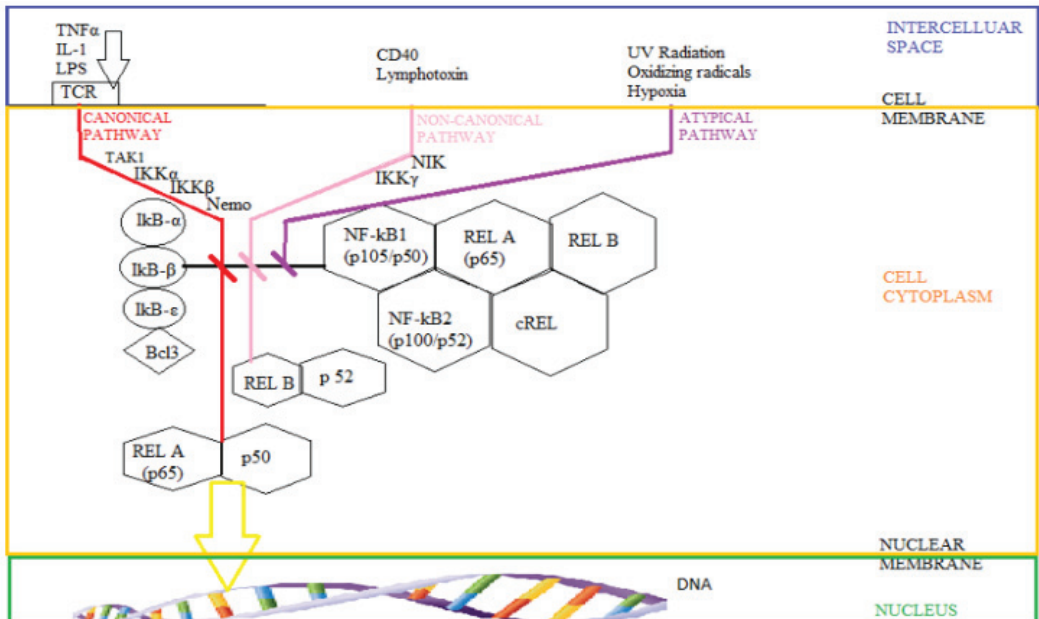 TNFα
IL-1
LPS
TCR
CD40
Lymphotoxin
UV Radiation
Oxidizing radicals
Hypoxia
INTERCELLUAR
SPACE
CELL
MEMBRANE
CANONICAL
PATHWAY
NON-CANONICAL
PATHWAY
ATYPICAL
PATHWAY
TAK1
IKKα
IKKβ
Nemo
NIK
IKKγ
IkB-α
IkB-β
IkB-ε
Bcl3
NF-kB1
(p105/p50)
REL A
(p65)
REL B
NF-kB2
(p100/p52)
cREL
CELL
CYTOPLASM
REL B
p 52
REL A
(p65)
p50
NUCLEAR
MEMBRANE
DNA
NUCLEUS